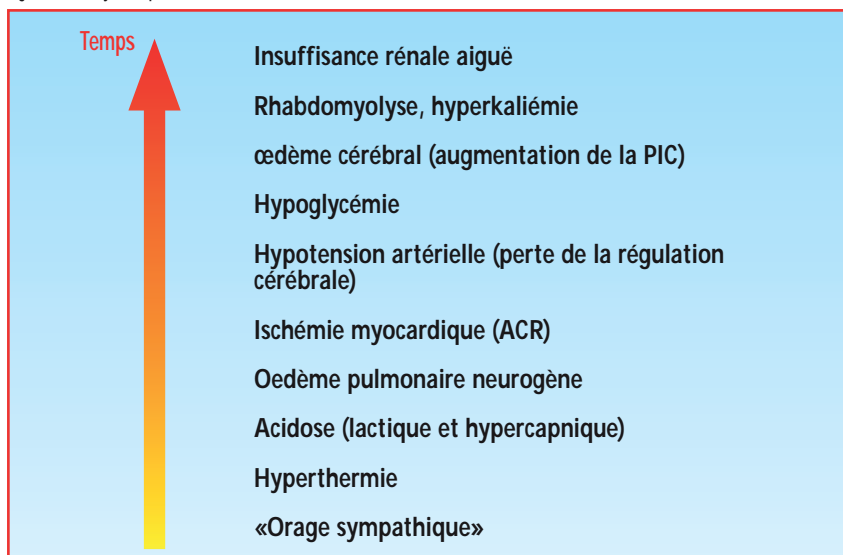 Temps
Insuffisance rénale aiguë
Rhabdomyolyse, hyperkaliémie
œdème cérébral (augmentation de la PIC)
Hypoglycémie
Hypotension artérielle (perte de la régulation
cérébrale)
Ischémie myocardique (ACR)
Oedème pulmonaire neurogène
Acidose (lactique et hypercapnique)
Hyperthermie
«Orage sympathique»